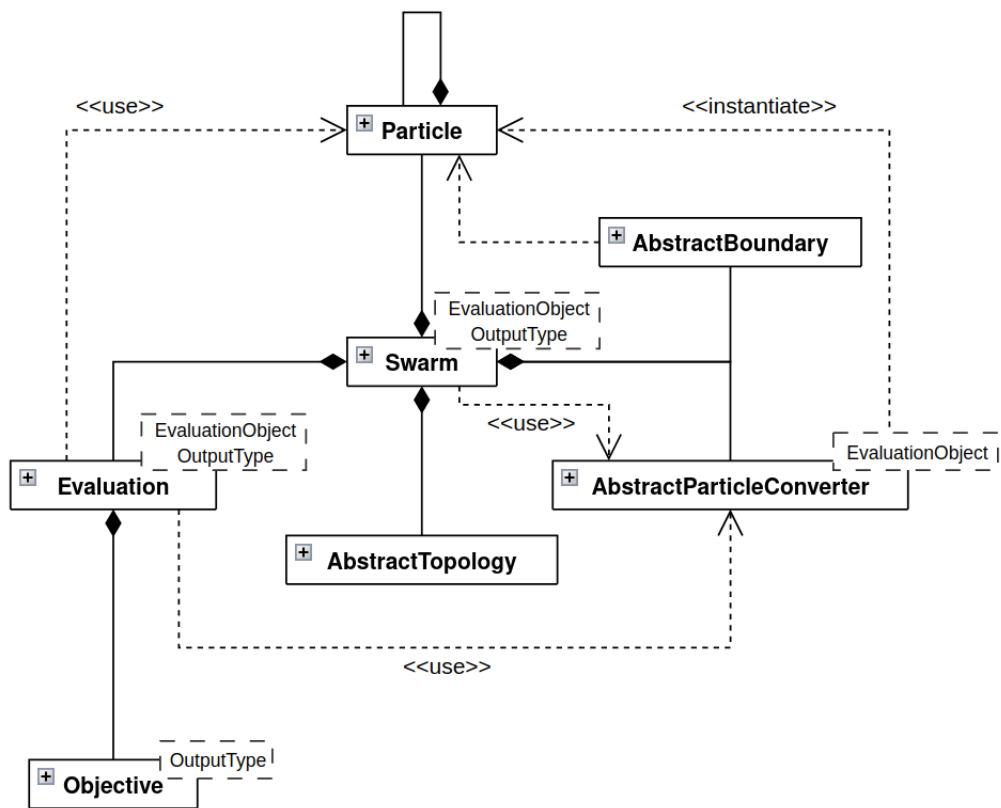 <<use>>
<<instantiate>>
Particle
AbstractBoundary
EvaluationObject
OutputType
Swarm
<<use>>
EvaluationObject
OutputType
EvaluationObject
Evaluation
AbstractParticleConverter
AbstractTopology
<<use>>
OutputType
Objective